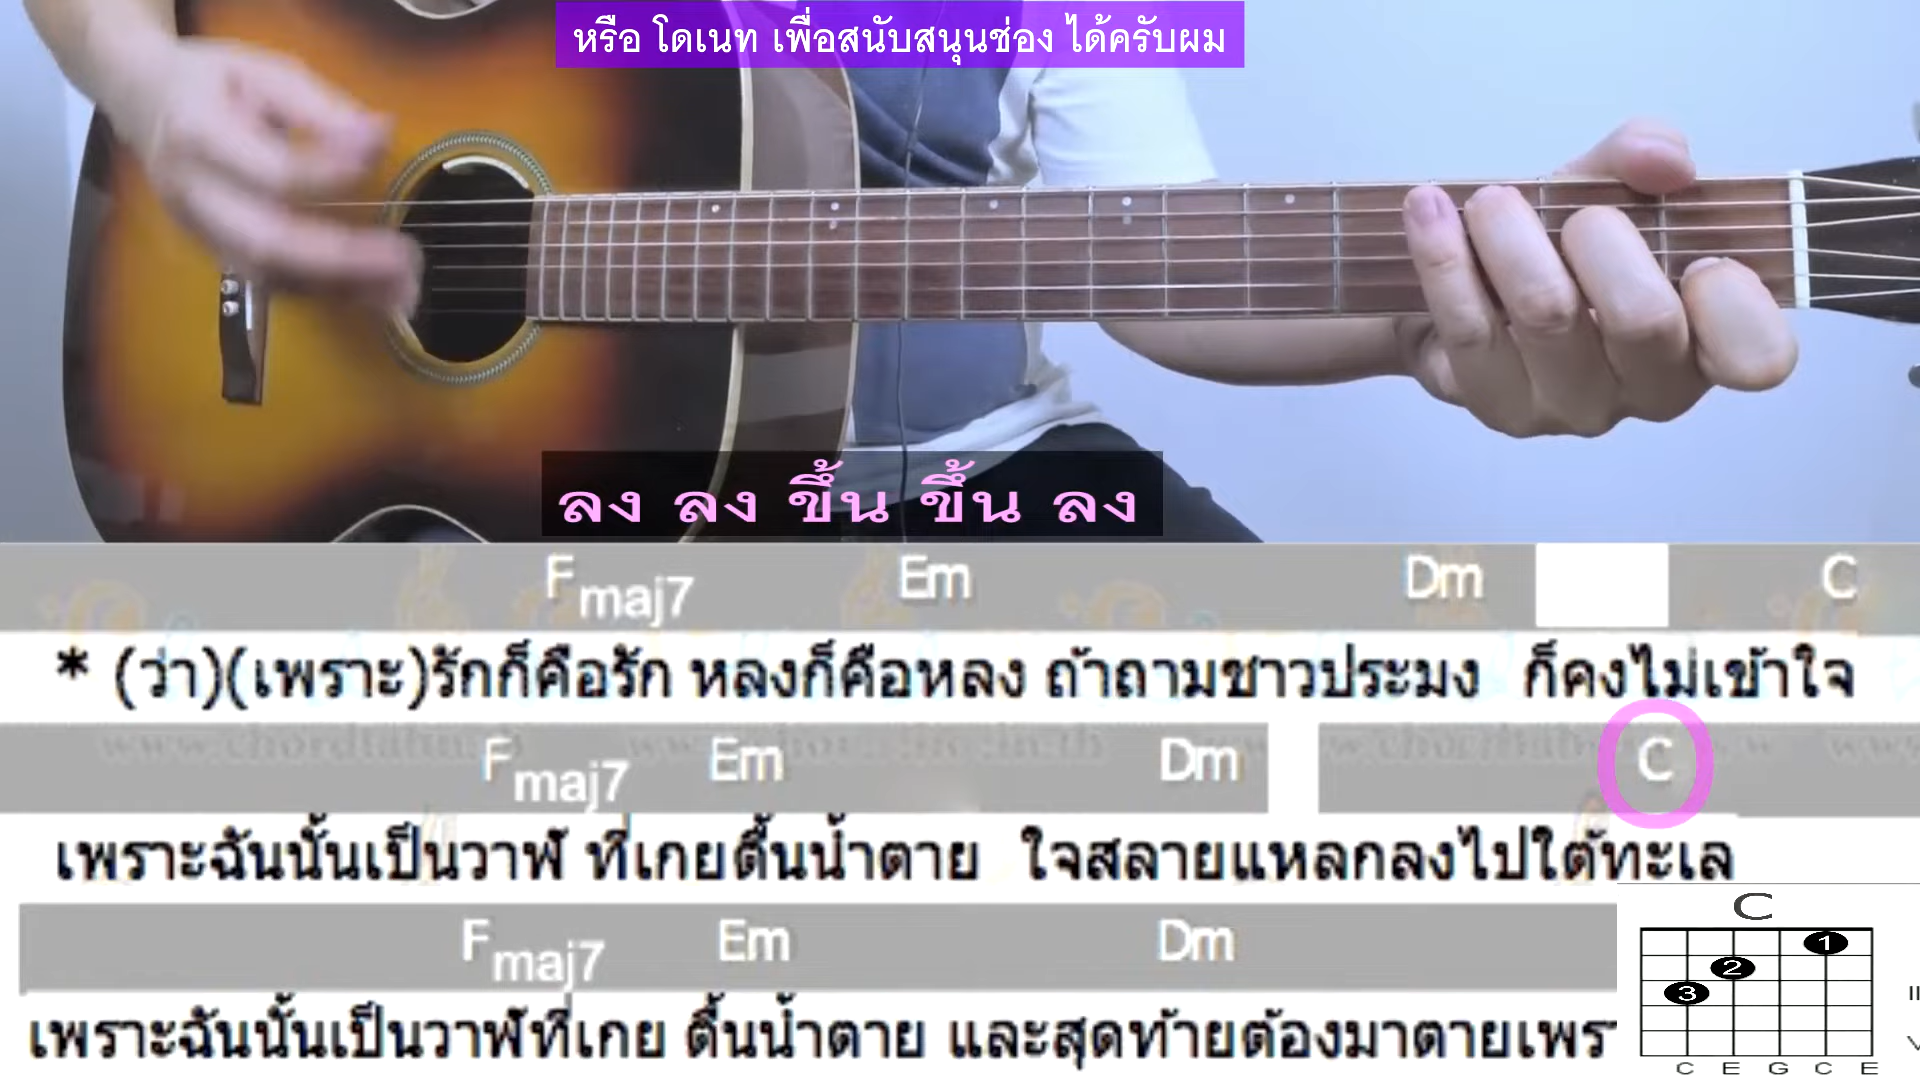 หรือ โดเนท เพื่อสนับสนุนช่อง ได้ครับผม
ลง ลง ขึ้น ขึ้น ลง
Fmaj7 Em Dm C
* (ว่า)(เพราะ)รักก็คือรัก หลงก็คือหลง ถ้าถามชาวประมง ก็คงไม่เข้าใจ
Fmaj7 Em Dm C
เพราะฉันนั้นเป็นวาฬ ที่เกยตื้นน้ำตาย ใจสลายแหลกลงไปใต้ทะเล
Fmaj7 Em Dm
เพราะฉันนั้นเป็นวาฬที่เกย ตื้นน้ำตาย และสุดท้ายต้องมาตายเพร
C
1
2
3
C E G C E